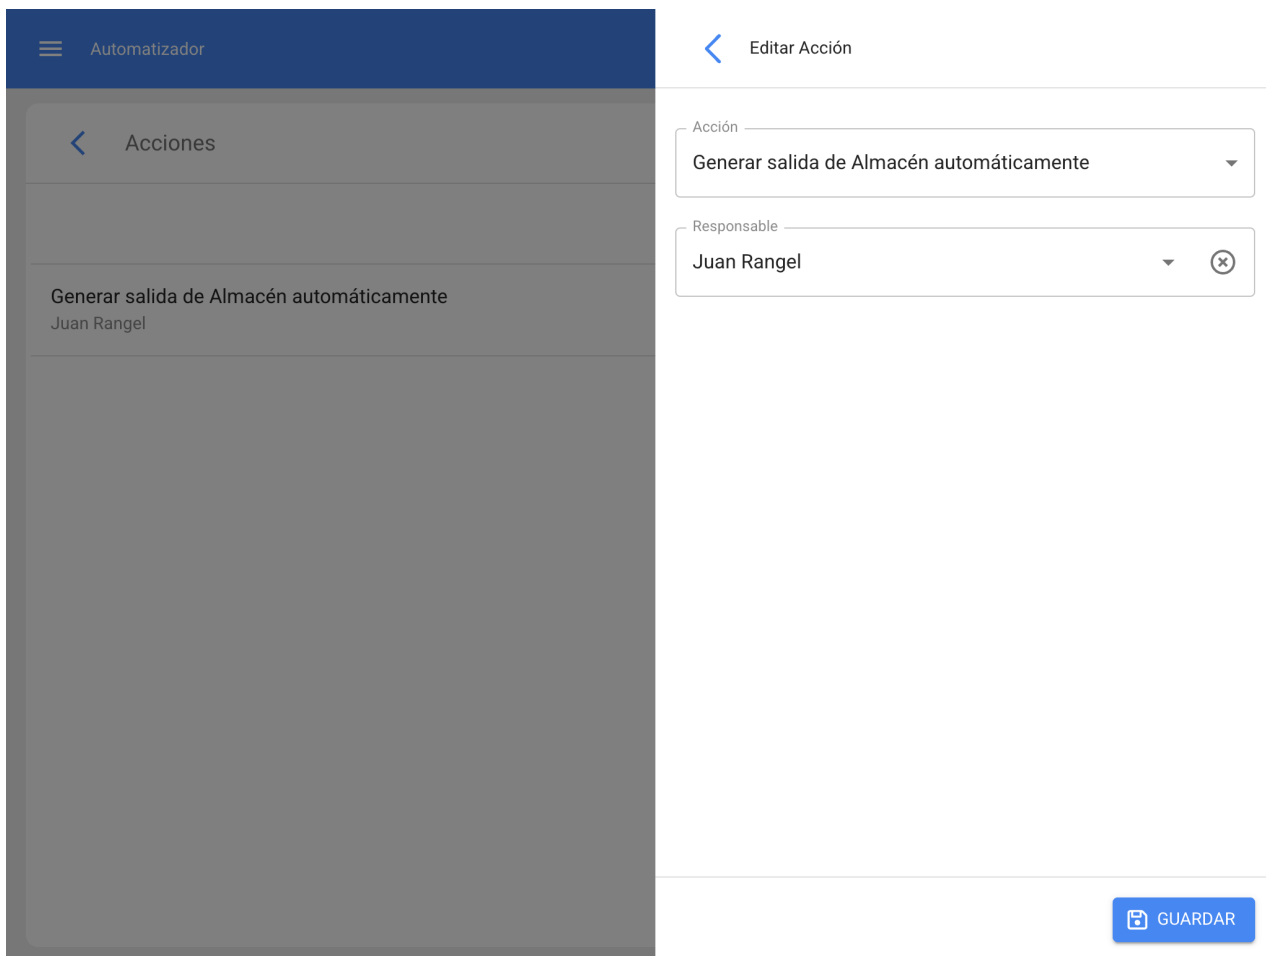 Automatizador
Acciones
Generar salida de Almacén automáticamente
Juan Rangel
Editar Acción
Acción
Generar salida de Almacén automáticamente
Responsable
Juan Rangel
GUARDAR